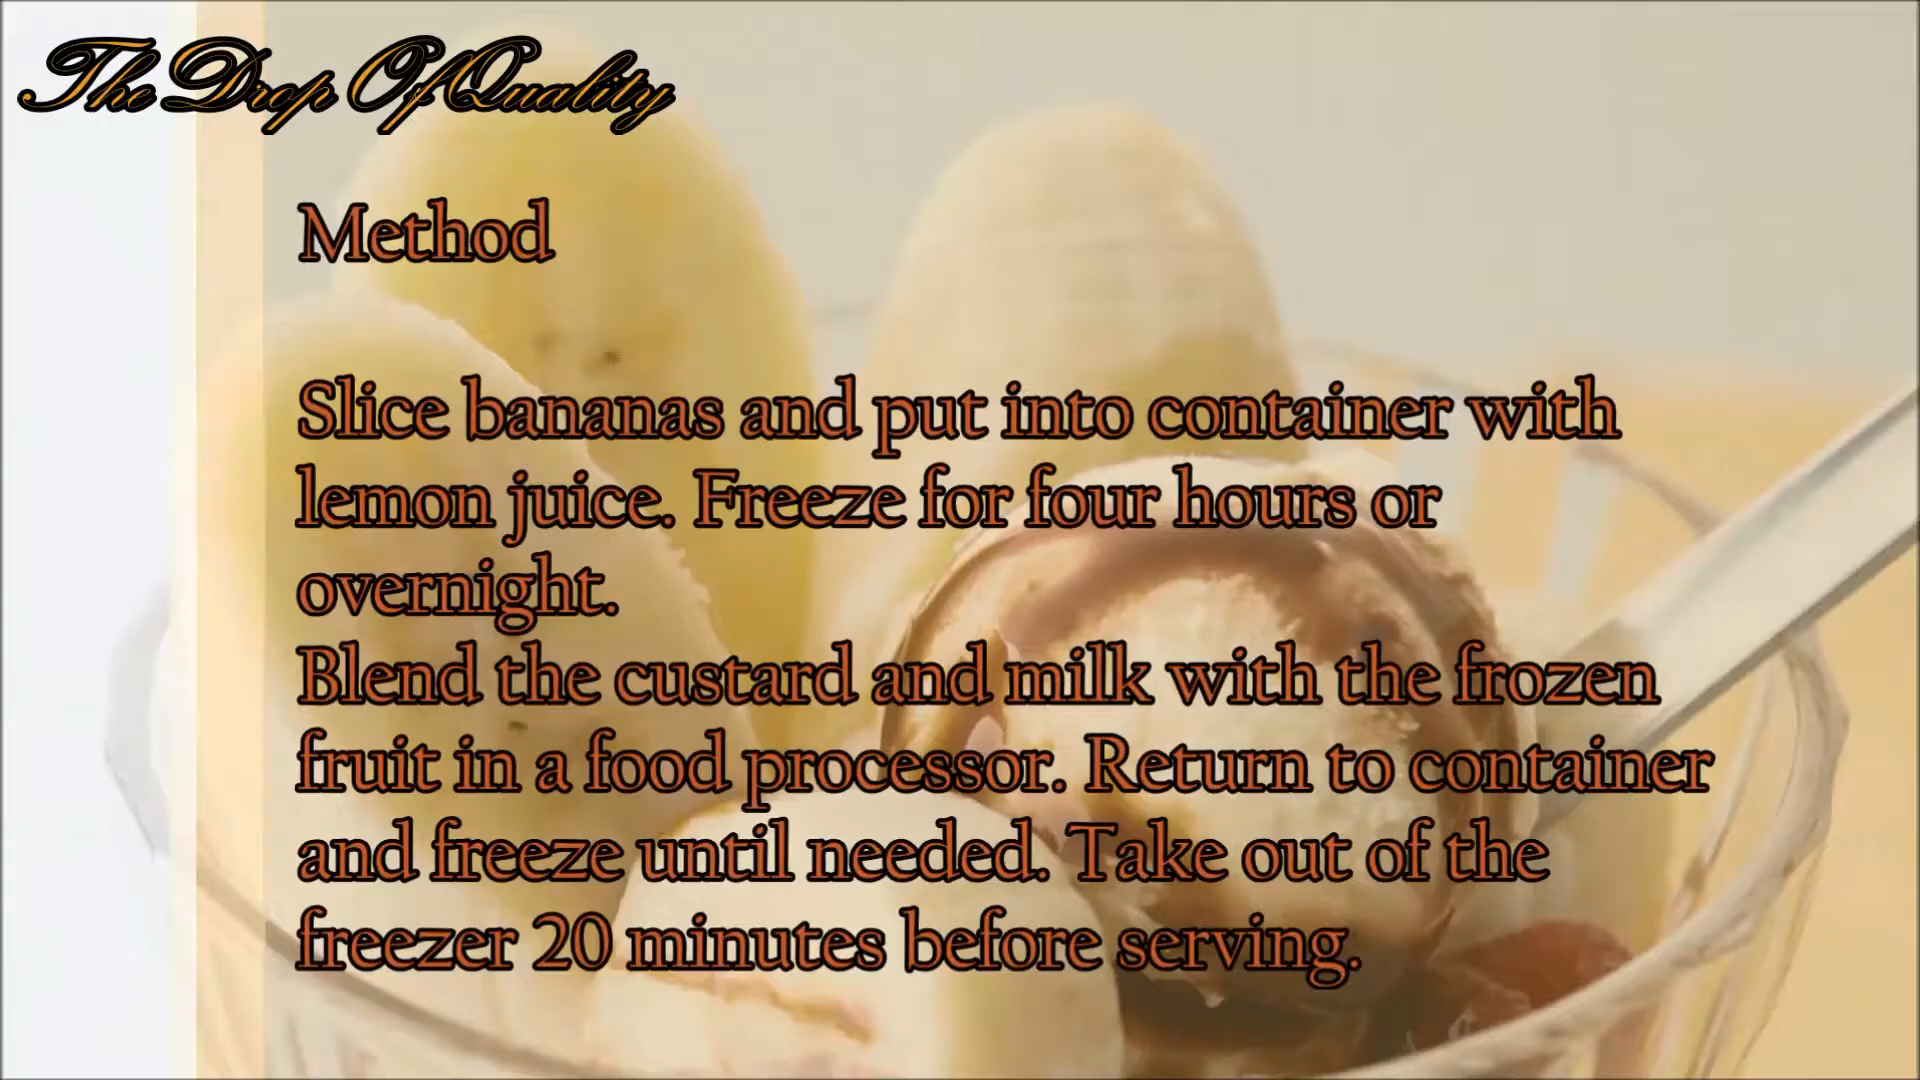 The Drop Of Quality
Method
Slice bananas and put into container with
lemon juice. Freeze for four hours or
overnight.
Blend the custard and milk with the frozen
fruit in a food processor. Return to container
and freeze until needed. Take out of the
freezer 20 minutes before serving.